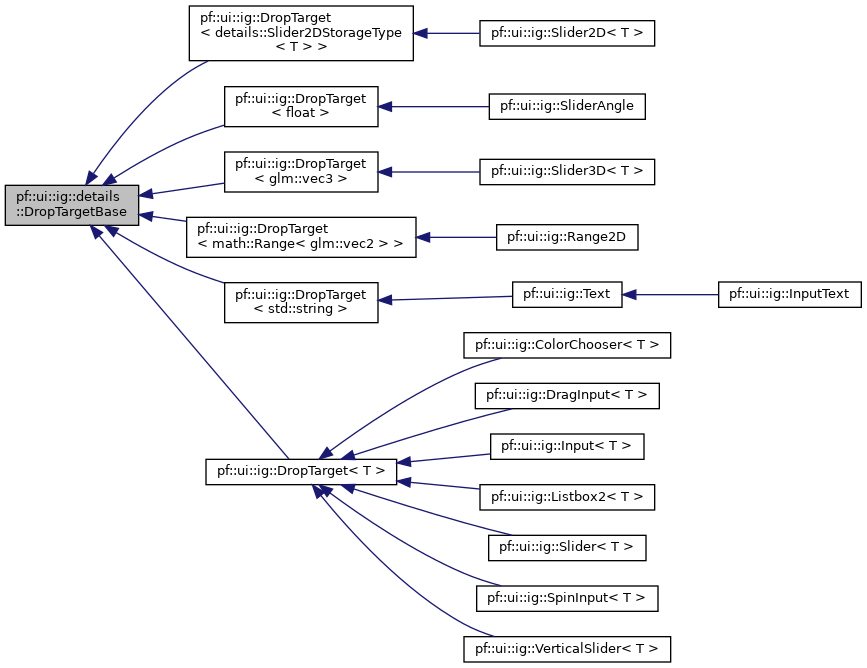 pf::ui::ig::DropTarget
< details::Slider2DStorageType
< T > >
pf::ui::ig::Slider2D< T >
pf::ui::ig::DropTarget
< float >
pf::ui::ig::SliderAngle
pf::ui::ig::DropTarget
< glm::vec3 >
pf::ui::ig::Slider3D< T >
pf::ui::ig::details
::DropTargetBase
pf::ui::ig::DropTarget
< math::Range< glm::vec2 > >
pf::ui::ig::Range2D
pf::ui::ig::DropTarget
< std::string >
pf::ui::ig::Text
pf::ui::ig::InputText
pf::ui::ig::ColorChooser< T >
pf::ui::ig::DragInput< T >
pf::ui::ig::Input< T >
pf::ui::ig::DropTarget< T >
pf::ui::ig::Listbox2< T >
pf::ui::ig::Slider< T >
pf::ui::ig::SpinInput< T >
pf::ui::ig::VerticalSlider< T >